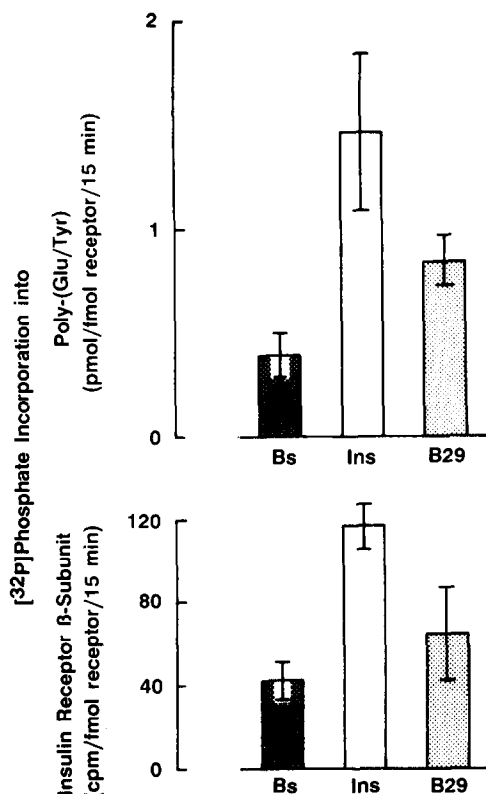 [32P]Phosphate Incorporation into
Poly-(Glu/Tyr)
(pmol/fmol receptor/15 min)
2
1
0
Bs Ins B29
Insulin Receptor ß-Subunit
(cpm/fmol receptor/15 min)
120
80
40
0
Bs Ins B29